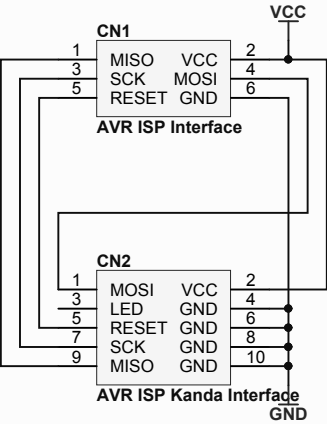 VCC
CN1
1 MISO VCC 2
3 SCK MOSI 4
5 RESET GND 6
AVR ISP Interface
CN2
1 MOSI VCC 2
3 LED GND 4
5 RESET GND 6
7 SCK GND 8
9 MISO GND 10
AVR ISP Kanda Interface
GND